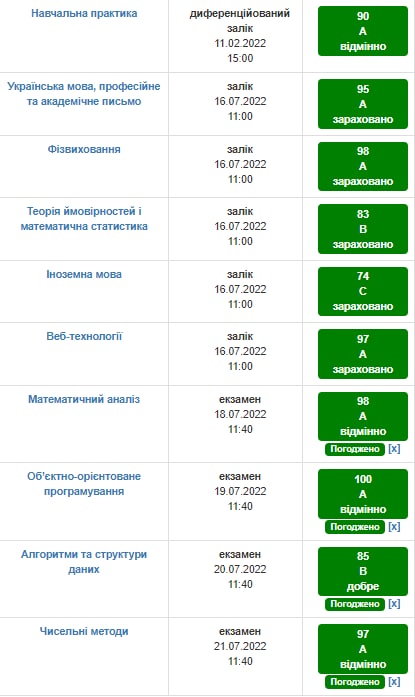 Навчальна практика
диференційований
залік
11.02.2022
15:00
90
A
відмінно
Українська мова, професійне
та академічне письмо
залік
16.07.2022
11:00
95
A
зараховано
Фізвиховання
залік
16.07.2022
11:00
98
A
зараховано
Теорія ймовірностей і
математична статистика
залік
16.07.2022
11:00
83
B
зараховано
Іноземна мова
залік
16.07.2022
11:00
74
C
зараховано
Веб-технології
залік
16.07.2022
11:00
97
A
зараховано
Математичний аналіз
екзамен
18.07.2022
11:40
98
A
відмінно
Погоджено [x]
Об'єктно-орієнтоване
програмування
екзамен
19.07.2022
11:40
100
A
відмінно
Погоджено [x]
Алгоритми та структури
даних
екзамен
20.07.2022
11:40
85
B
добре
Погоджено [x]
Чисельні методи
екзамен
21.07.2022
11:40
97
A
відмінно
Погоджено [x]